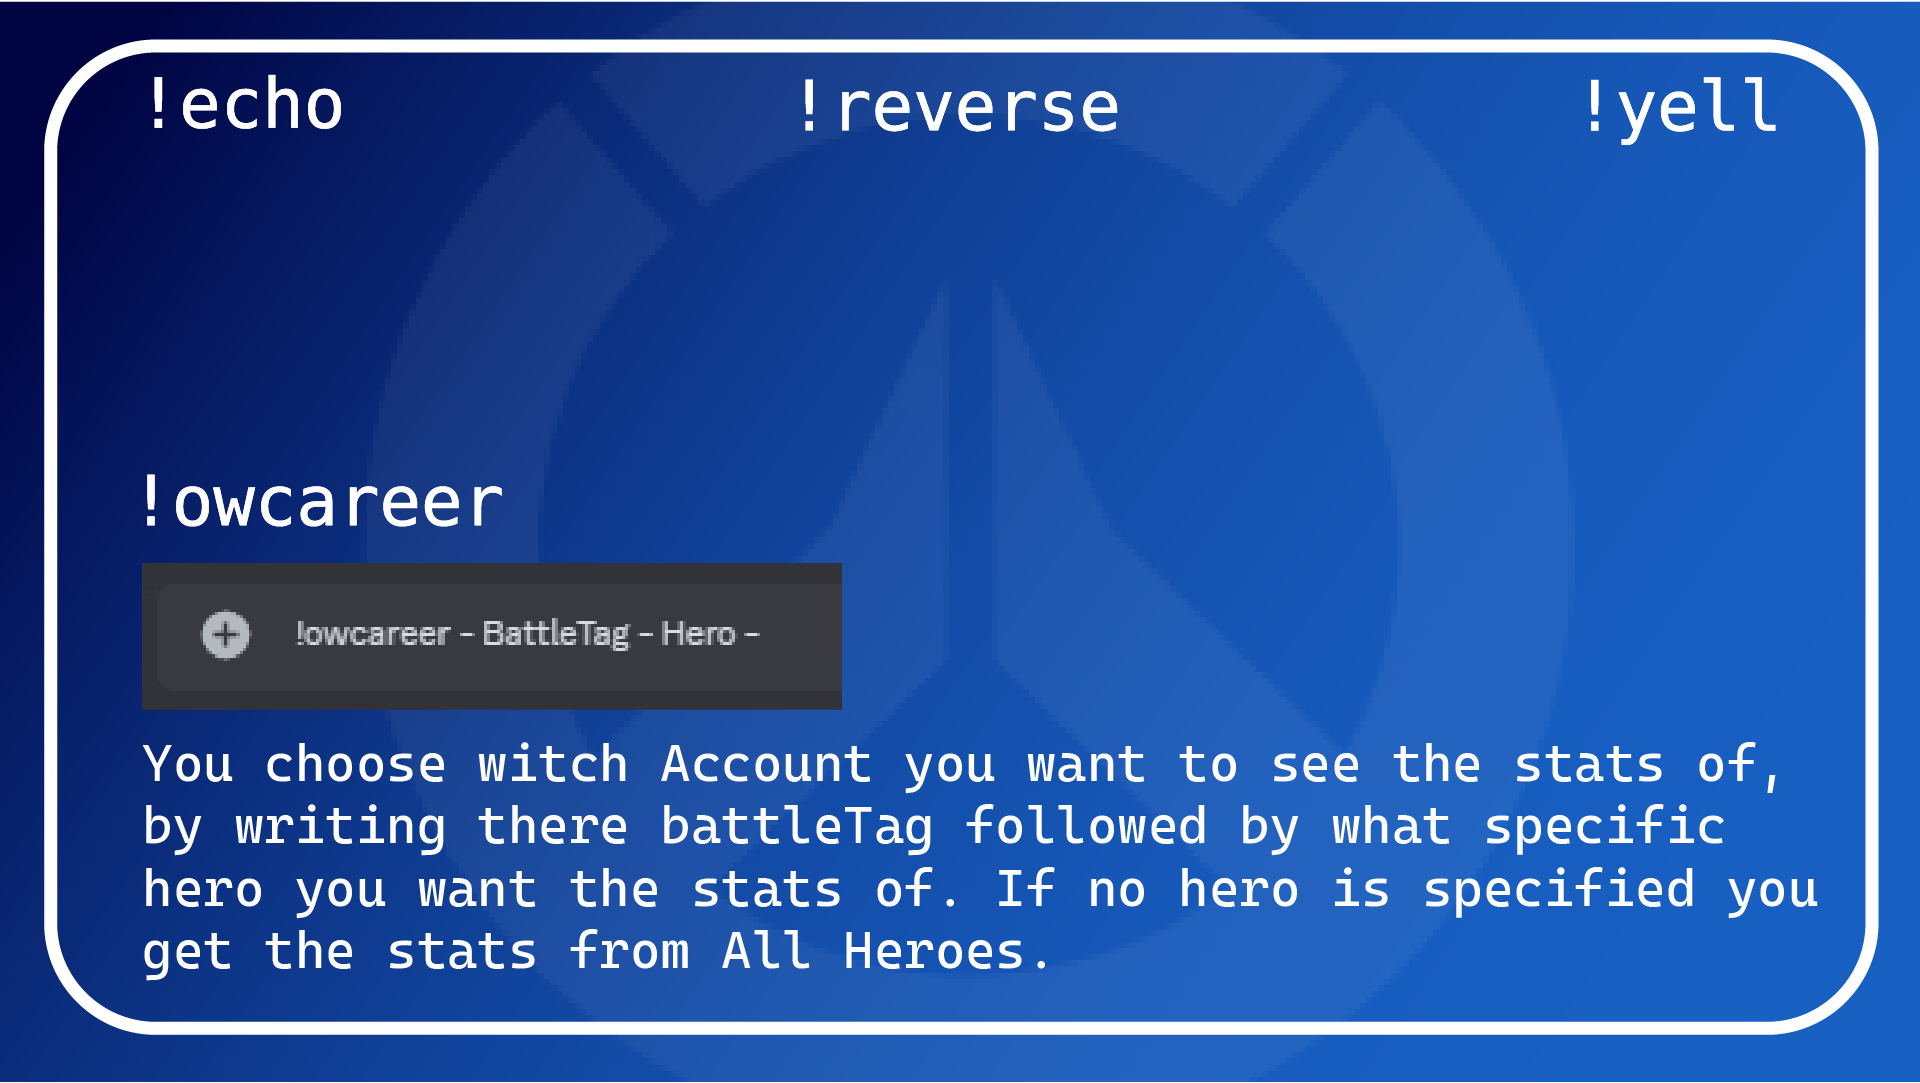 !echo !reverse !yell
!owcareer
!owcareer - BattleTag - Hero -
You choose witch Account you want to see the stats of,
by writing there battleTag followed by what specific
hero you want the stats of. If no hero is specified you
get the stats from All Heroes.